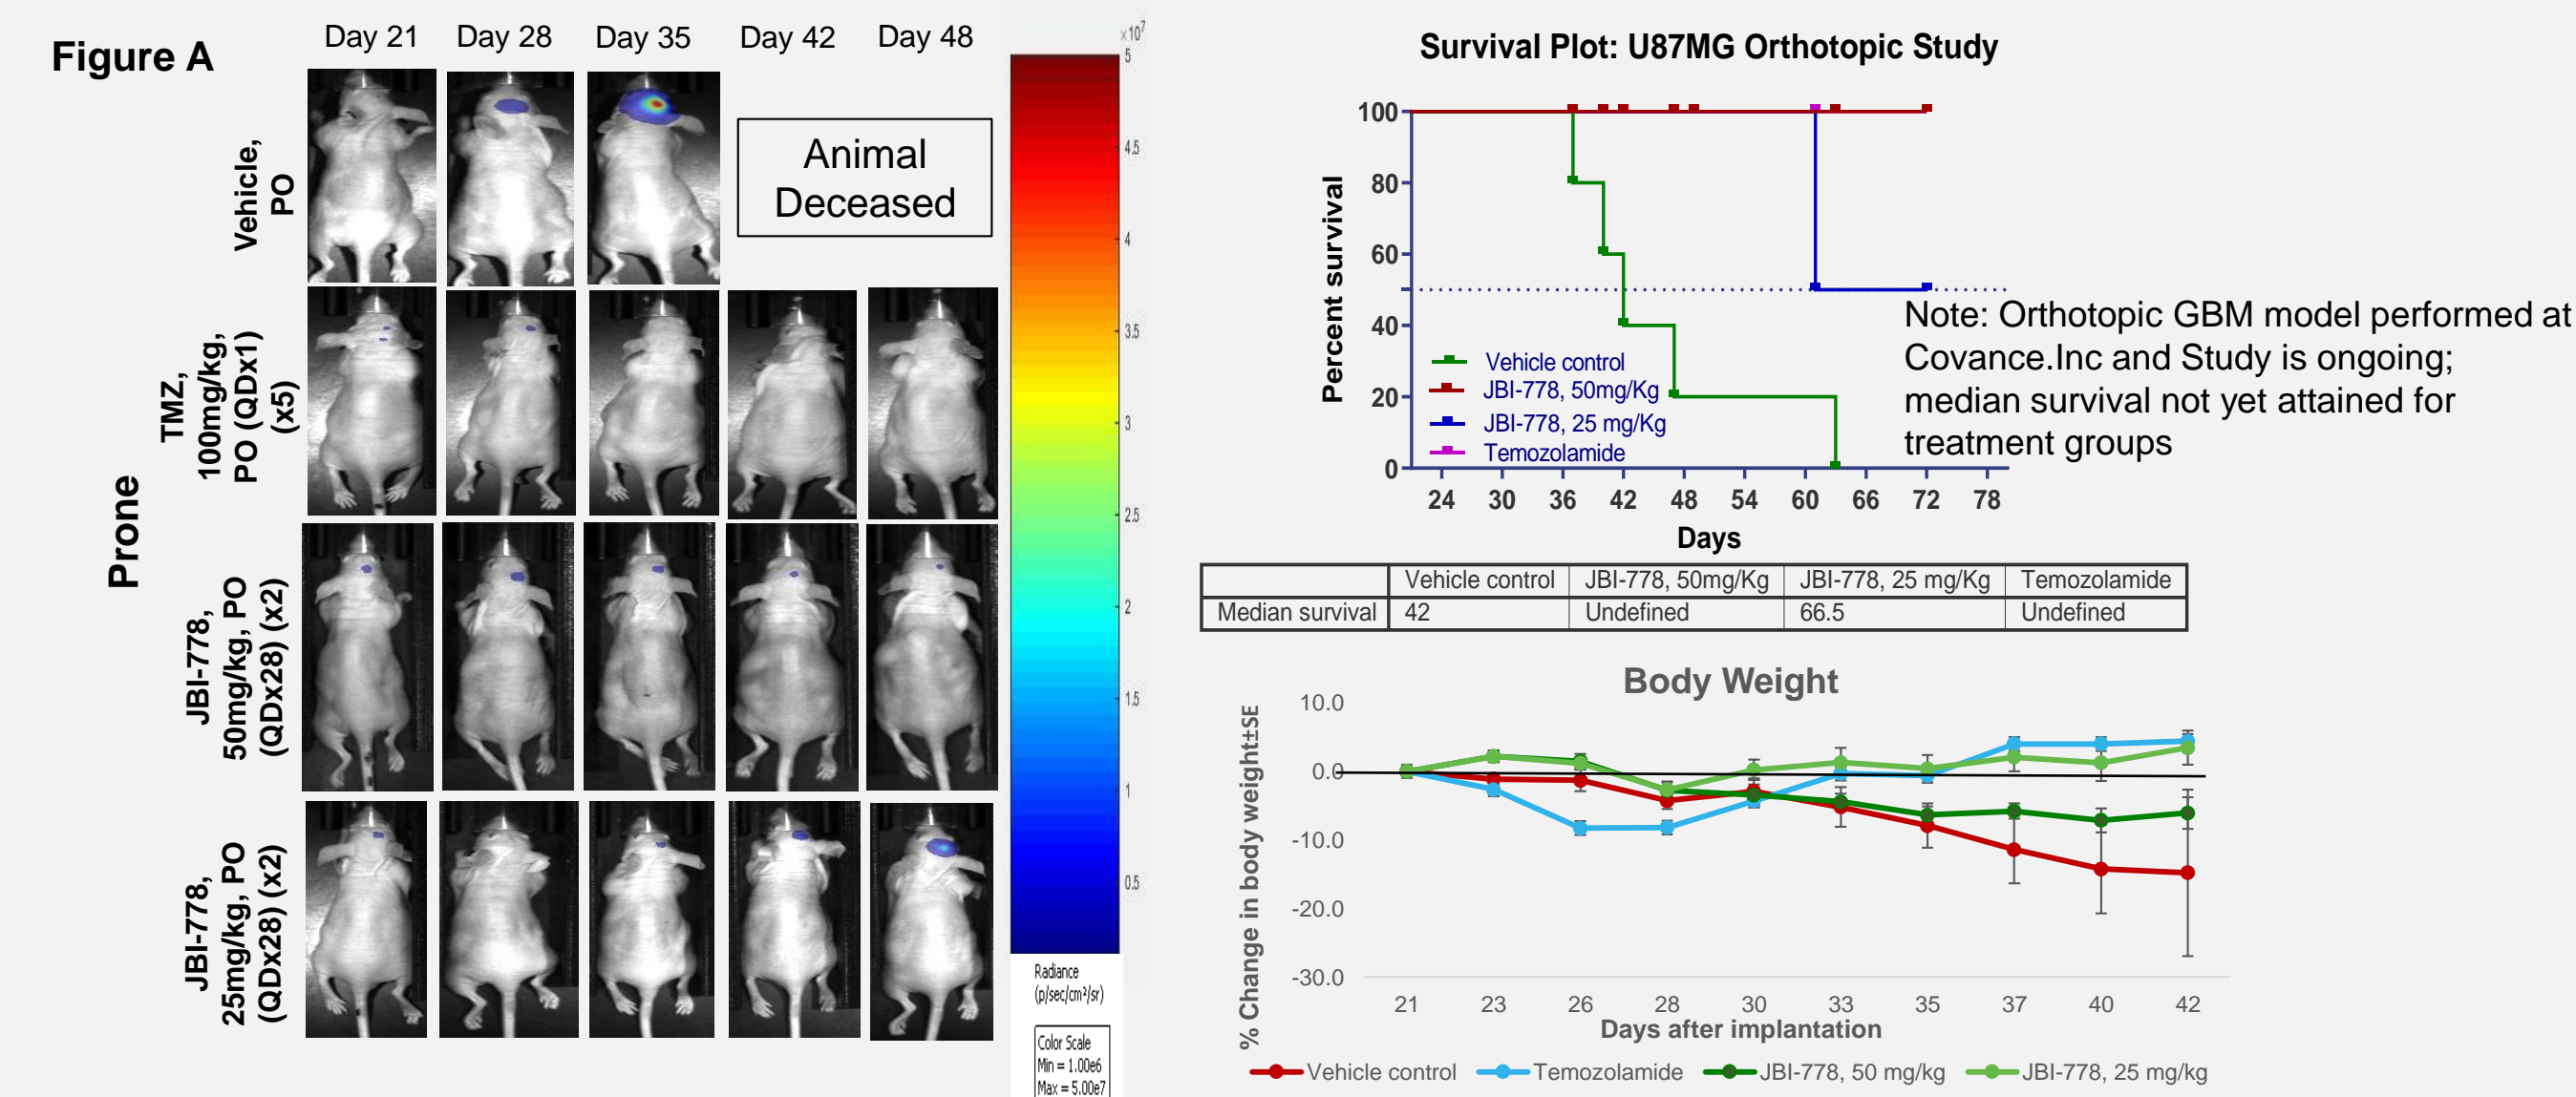 Figure A
Day 21
Day 28
Day 35
Day 42
Day 48
Prone
Vehicle,
PO
Animal
Deceased
TMZ,
100mg/kg,
PO (QDx1)
(x5)
JBI-778,
50mg/kg, PO
(QDx28) (x2)
JBI-778,
25mg/kg, PO
(QDx28) (x2)
×10⁷
5
4.5
4
3.5
3
2.5
2
1.5
1
0.5
Radiance
(p/sec/cm²/sr)
Color Scale
Min = 1.00e6
Max = 5.00e7
Survival Plot: U87MG Orthotopic Study
Percent survival
100
80
60
40
20
0
Vehicle control
JBI-778, 50mg/Kg
JBI-778, 25 mg/Kg
Temozolamide
24 30 36 42 48 54 60 66 72 78
Days
Note: Orthotopic GBM model performed at
Covance.Inc and Study is ongoing;
median survival not yet attained for
treatment groups
Vehicle control JBI-778, 50mg/Kg JBI-778, 25 mg/Kg Temozolamide
Median survival 42 Undefined 66.5 Undefined
Body Weight
% Change in body weight±SE
10.0
0.0
-10.0
-20.0
-30.0
21 23 26 28 30 33 35 37 40 42
Days after implantation
Vehicle control Temozolamide JBI-778, 50 mg/kg JBI-778, 25 mg/kg